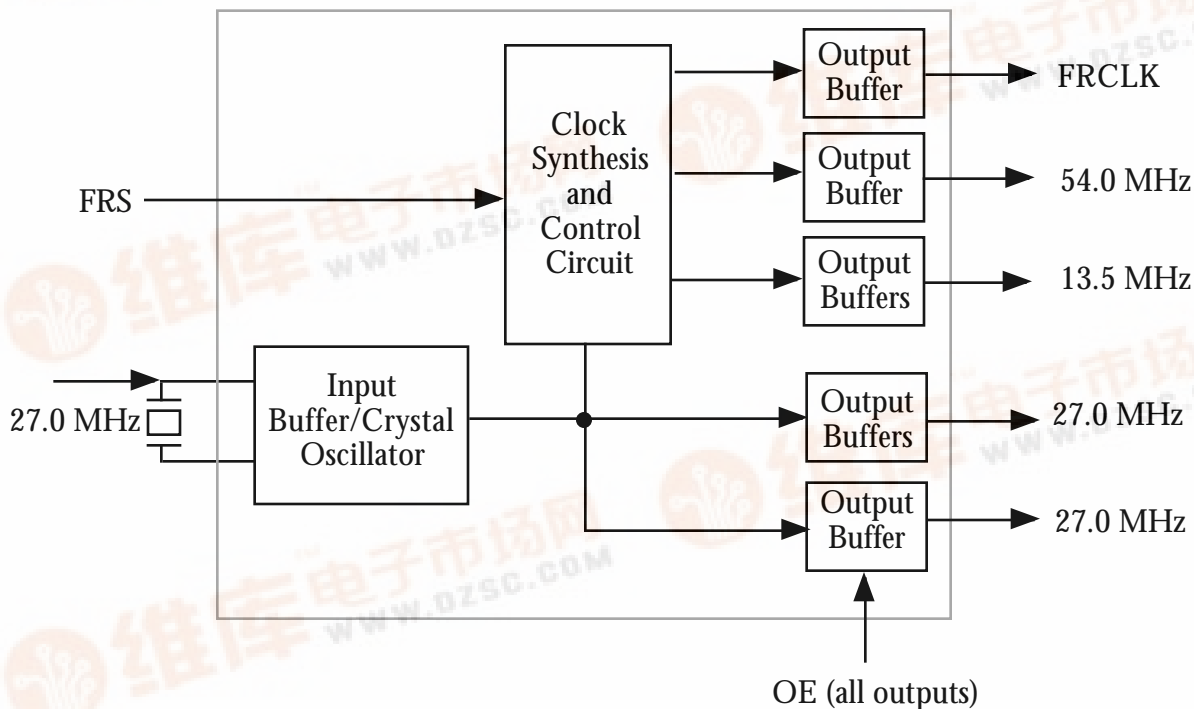 Output
Buffer
FRCLK
Clock
Synthesis
and
Control
Circuit
Output
Buffer
54.0 MHz
FRS
Output
Buffers
13.5 MHz
27.0 MHz
Input
Buffer/Crystal
Oscillator
Output
Buffers
27.0 MHz
Output
Buffer
27.0 MHz
OE (all outputs)
维库电子市场网
WWW.DZSC.COM